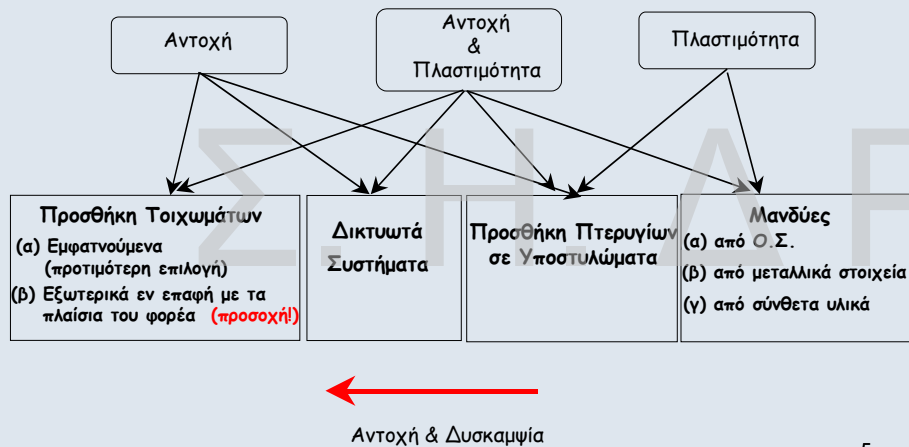 Αντοχή
Αντοχή
&
Πλαστιμότητα
Πλαστιμότητα
Σ. Η. Δ
Προσθήκη Τοιχωμάτων
(α) Εμφατνούμενα
(προτιμότερη επιλογή)
(β) Εξωτερικά εν επαφή με τα
πλαίσια του φορέα (προσοχή!)
Δικτυωτά
Συστήματα
Προσθήκη Πτερυγίων
σε Υποστυλώματα
Μανδύες
(α) από Ο.Σ.
(β) από μεταλλικά στοιχεία
(γ) από σύνθετα υλικά
Αντοχή & Δυσκαμψία